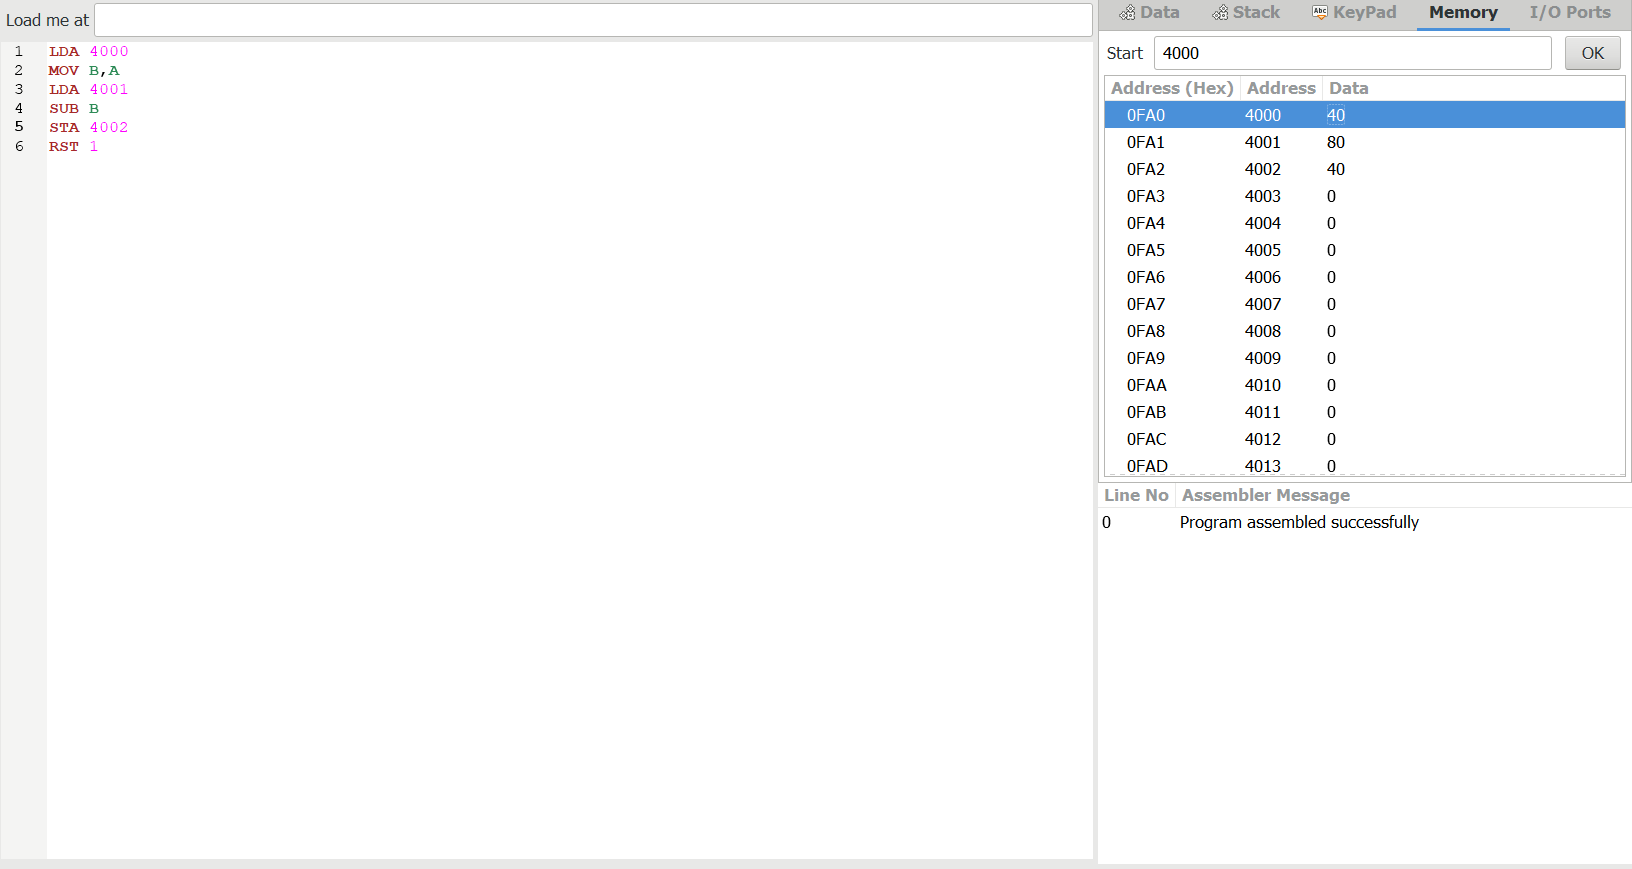 Load me at
1 LDA 4000
2 MOV B,A
3 LDA 4001
4 SUB B
5 STA 4002
6 RST 1
Data Stack Abc KeyPad Memory I/O Ports
Start 4000 OK
Address (Hex) Address Data
0FA0 4000 40
0FA1 4001 80
0FA2 4002 40
0FA3 4003 0
0FA4 4004 0
0FA5 4005 0
0FA6 4006 0
0FA7 4007 0
0FA8 4008 0
0FA9 4009 0
0FAA 4010 0
0FAB 4011 0
0FAC 4012 0
0FAD 4013 0
Line No Assembler Message
0 Program assembled successfully